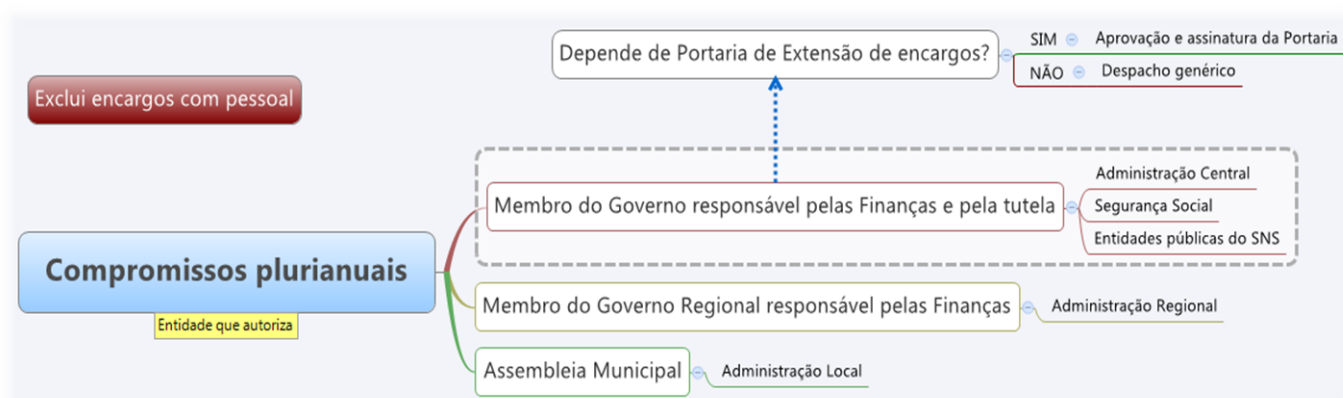 Depende de Portaria de Extensão de encargos?
SIM
Aprovação e assinatura da Portaria
NÃO
Despacho genérico
Exclui encargos com pessoal
Membro do Governo responsável pelas Finanças e pela tutela
Administração Central
Segurança Social
Entidades públicas do SNS
Compromissos plurianuais
Entidade que autoriza
Membro do Governo Regional responsável pelas Finanças
Administração Regional
Assembleia Municipal
Administração Local